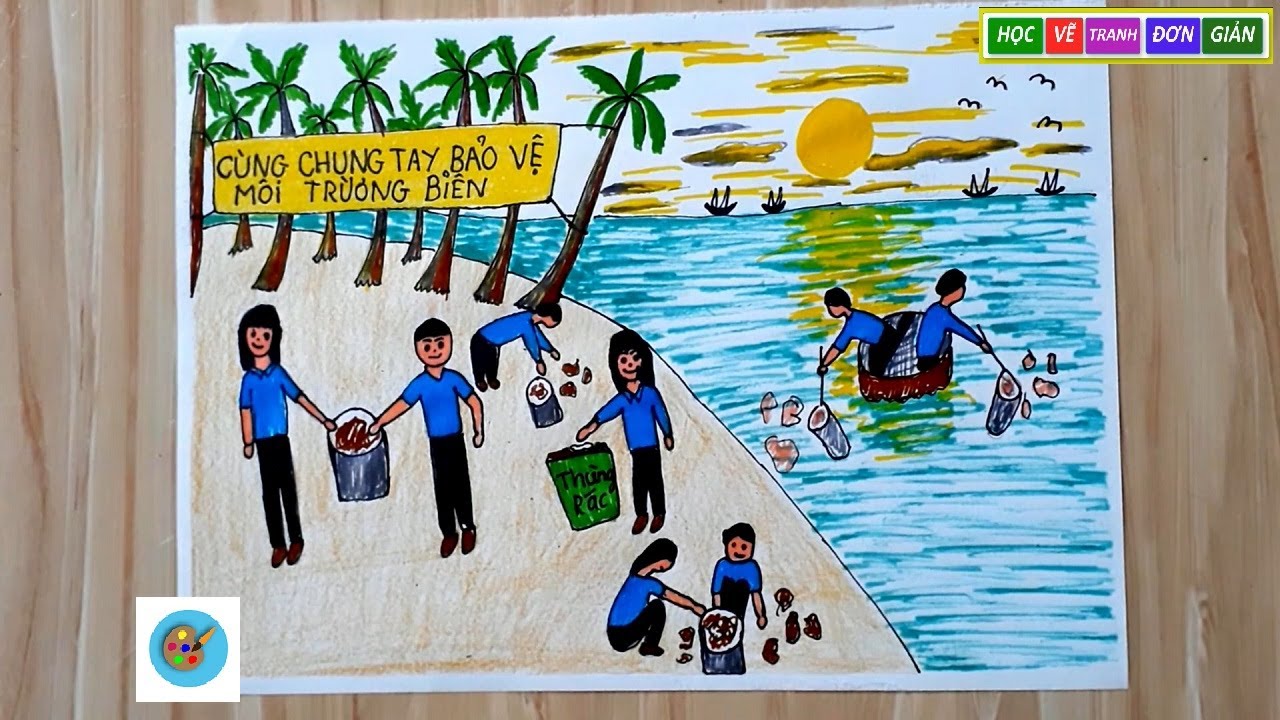 HỌC VẼ TRANH ĐƠN GIẢN
CÙNG CHUNG TAY BẢO VỆ
MÔI TRƯỜNG BIỂN
Thùng
Rác